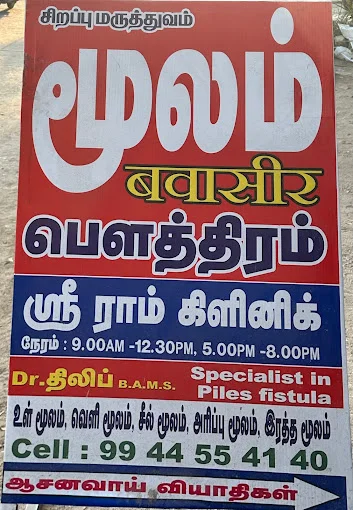 சிறப்பு மருத்துவம்
மூலம்
बवासीर
பௌத்திரம்
ஸ்ரீ ராம் கிளினிக்
நேரம் : 9.00AM -12.30PM, 5.00PM -8.00PM
Dr.திலிப் B.A.M.S. Specialist in
Piles fistula
உள் மூலம், வெளி மூலம், சீல் மூலம், அரிப்பு மூலம், இரத்த மூலம்
Cell : 99 44 55 41 40
ஆசனவாய் வியாதிகள்